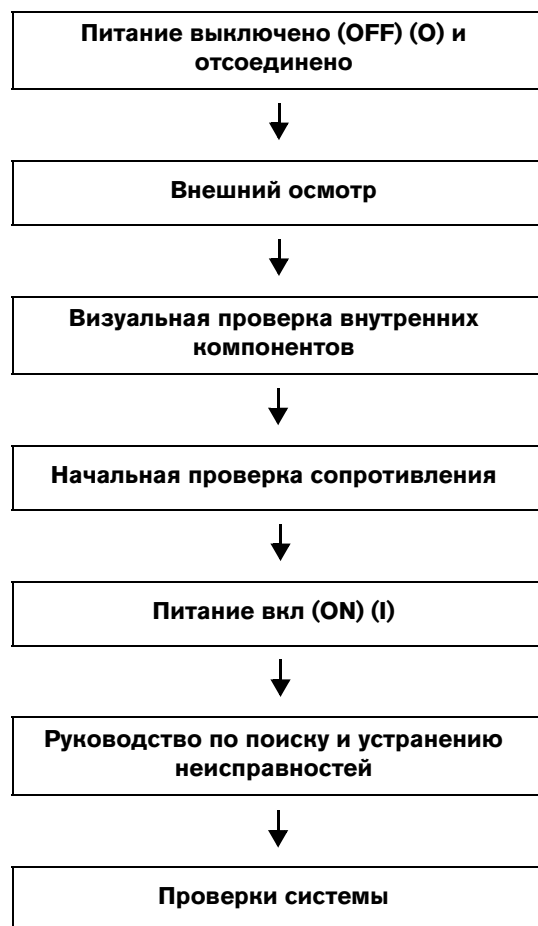 Питание выключено (OFF) (O) и
отсоединено
Внешний осмотр
Визуальная проверка внутренних
компонентов
Начальная проверка сопротивления
Питание вкл (ON) (I)
Руководство по поиску и устранению
неисправностей
Проверки системы